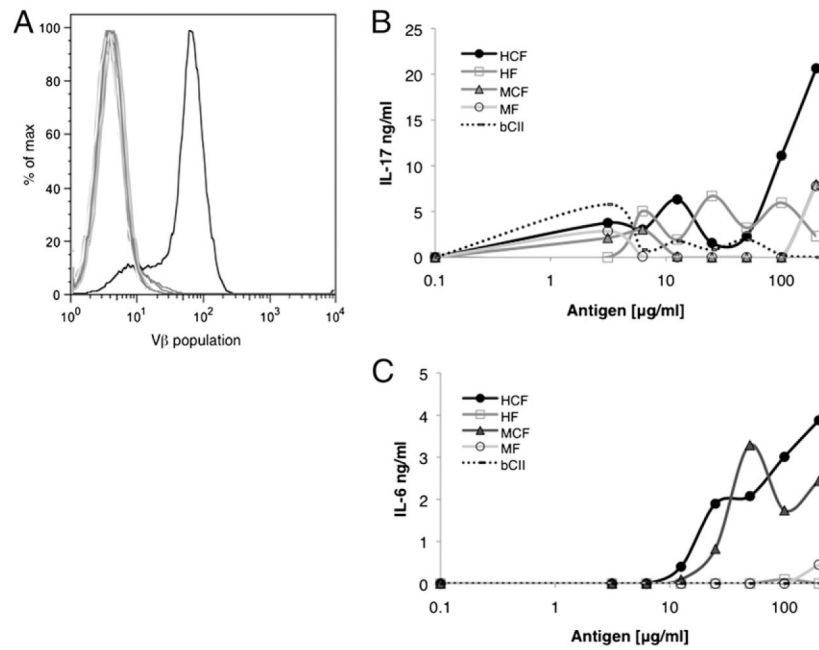 A
% of max
100
80
60
40
20
0
10⁰ 10¹ 10² 10³ 10⁴
Vβ population
B
IL-17 ng/ml
25
20
15
10
5
0
HCF
HF
MCF
MF
bCII
0.1 1 10 100
Antigen [µg/ml]
C
IL-6 ng/ml
5
4
3
2
1
0
HCF
HF
MCF
MF
bCII
0.1 1 10 100
Antigen [µg/ml]